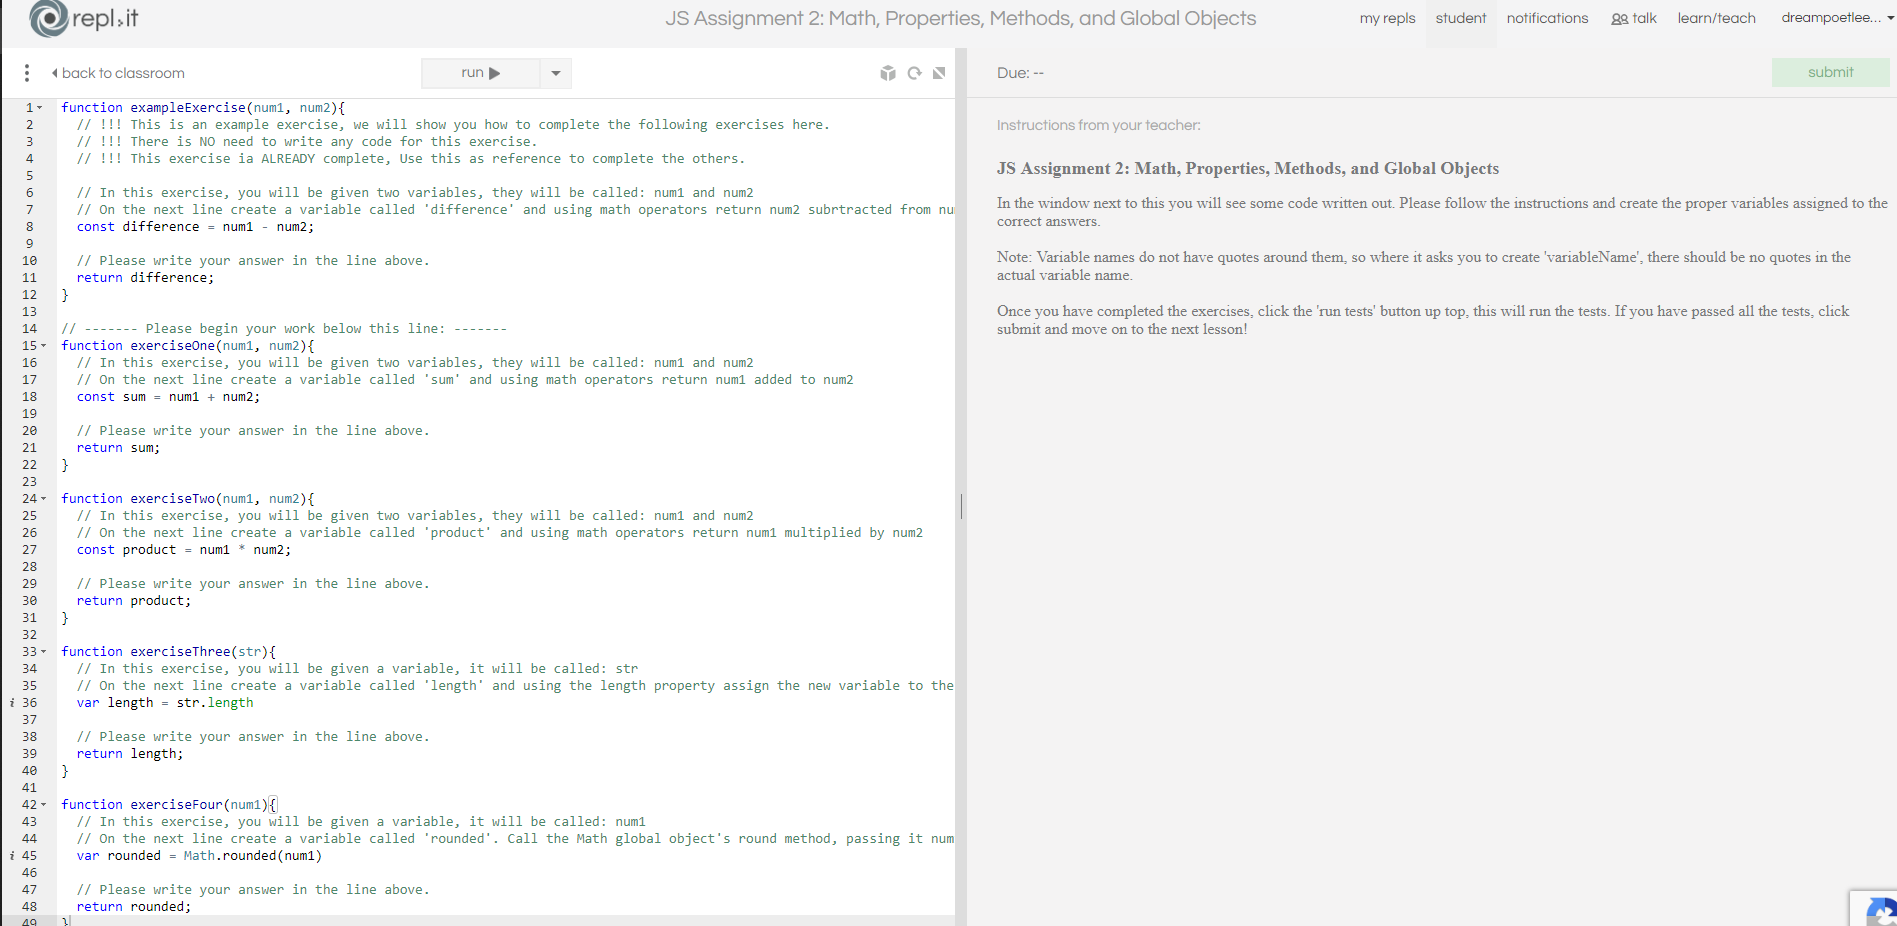 repl.it
JS Assignment 2: Math, Properties, Methods, and Global Objects
my repls student notifications talk learn/teach dreampoetlee...
back to classroom
run
Due: --
submit
1 function exampleExercise(num1, num2){
2 // !!! This is an example exercise, we will show you how to complete the following exercises here.
3 // !!! There is NO need to write any code for this exercise.
4 // !!! This exercise ia ALREADY complete, Use this as reference to complete the others.
5
6 // In this exercise, you will be given two variables, they will be called: num1 and num2
7 // On the next line create a variable called 'difference' and using math operators return num2 subrtracted from nu
8 const difference = num1 - num2;
9
10 // Please write your answer in the line above.
11 return difference;
12 }
13
14 // ------- Please begin your work below this line: -------
15 function exerciseOne(num1, num2){
16 // In this exercise, you will be given two variables, they will be called: num1 and num2
17 // On the next line create a variable called 'sum' and using math operators return num1 added to num2
18 const sum = num1 + num2;
19
20 // Please write your answer in the line above.
21 return sum;
22 }
23
24 function exerciseTwo(num1, num2){
25 // In this exercise, you will be given two variables, they will be called: num1 and num2
26 // On the next line create a variable called 'product' and using math operators return num1 multiplied by num2
27 const product = num1 * num2;
28
29 // Please write your answer in the line above.
30 return product;
31 }
32
33 function exerciseThree(str){
34 // In this exercise, you will be given a variable, it will be called: str
35 // On the next line create a variable called 'length' and using the length property assign the new variable to the
i 36 var length = str.length
37
38 // Please write your answer in the line above.
39 return length;
40 }
41
42 function exerciseFour(num1){
43 // In this exercise, you will be given a variable, it will be called: num1
44 // On the next line create a variable called 'rounded'. Call the Math global object's round method, passing it num
i 45 var rounded = Math.rounded(num1)
46
47 // Please write your answer in the line above.
48 return rounded;
49 }
Instructions from your teacher:
JS Assignment 2: Math, Properties, Methods, and Global Objects
In the window next to this you will see some code written out. Please follow the instructions and create the proper variables assigned to the
correct answers.
Note: Variable names do not have quotes around them, so where it asks you to create 'variableName', there should be no quotes in the
actual variable name.
Once you have completed the exercises, click the 'run tests' button up top, this will run the tests. If you have passed all the tests, click
submit and move on to the next lesson!